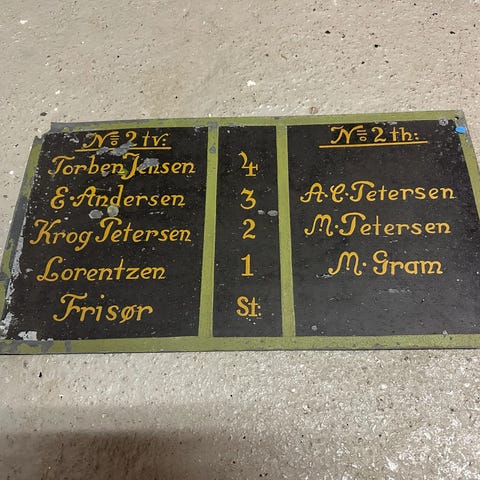 No 2 tv: No 2 th:
Torben Jensen 4
E. Andersen 3 A.C. Petersen
Krog Petersen 2 M. Petersen
Lorentzen 1 M. Gram
Frisør St: